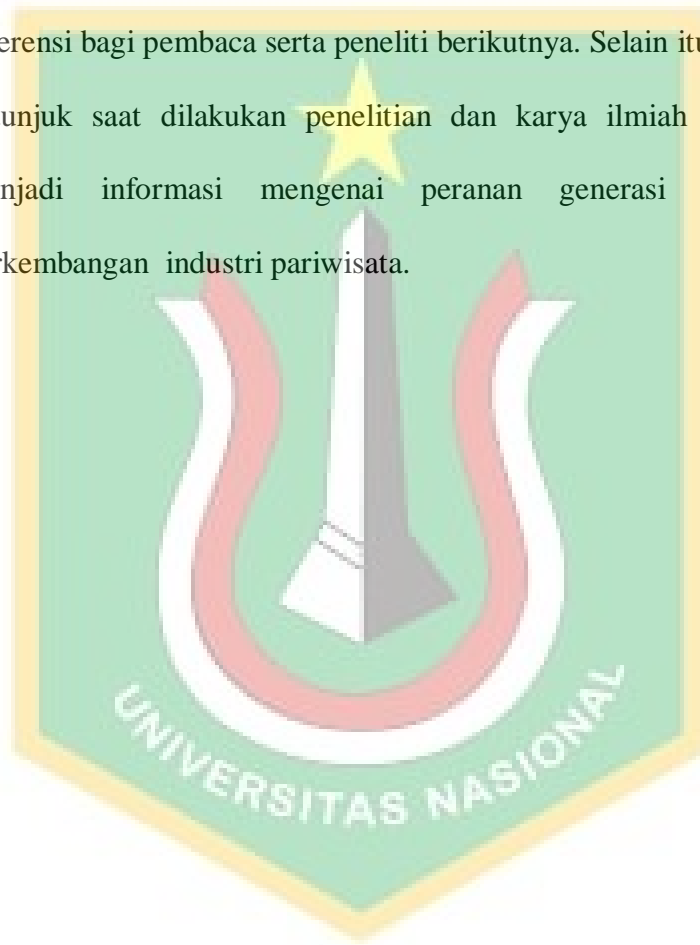 erensi bagi pembaca serta peneliti berikutnya. Selain itu
unjuk saat dilakukan penelitian dan karya ilmiah
njadi informasi mengenai peranan generasi
rkembangan industri pariwisata.
UNIVERSITAS NASIONAL